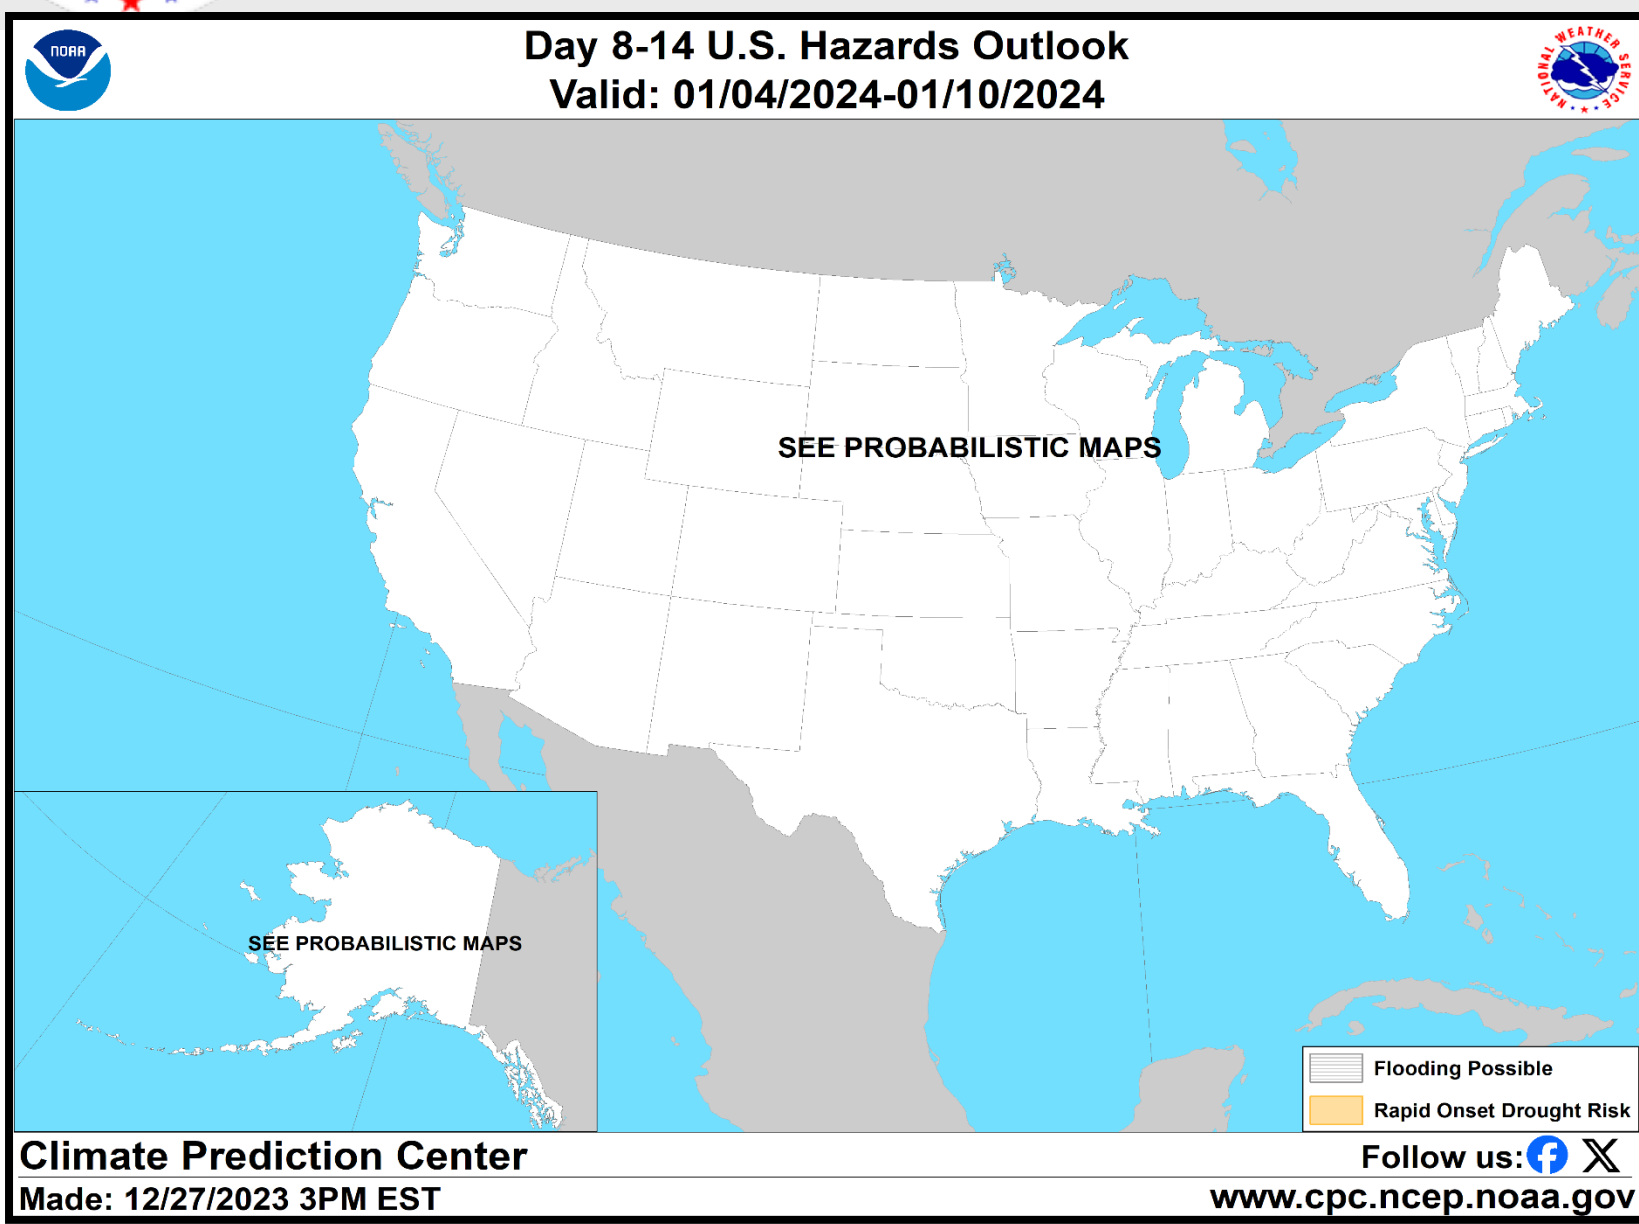 Day 8-14 U.S. Hazards Outlook
Valid: 01/04/2024-01/10/2024
NOAA
NATIONAL WEATHER SERVICE
SEE PROBABILISTIC MAPS
SEE PROBABILISTIC MAPS
Flooding Possible
Rapid Onset Drought Risk
Climate Prediction Center
Follow us:
Made: 12/27/2023 3PM EST
www.cpc.ncep.noaa.gov